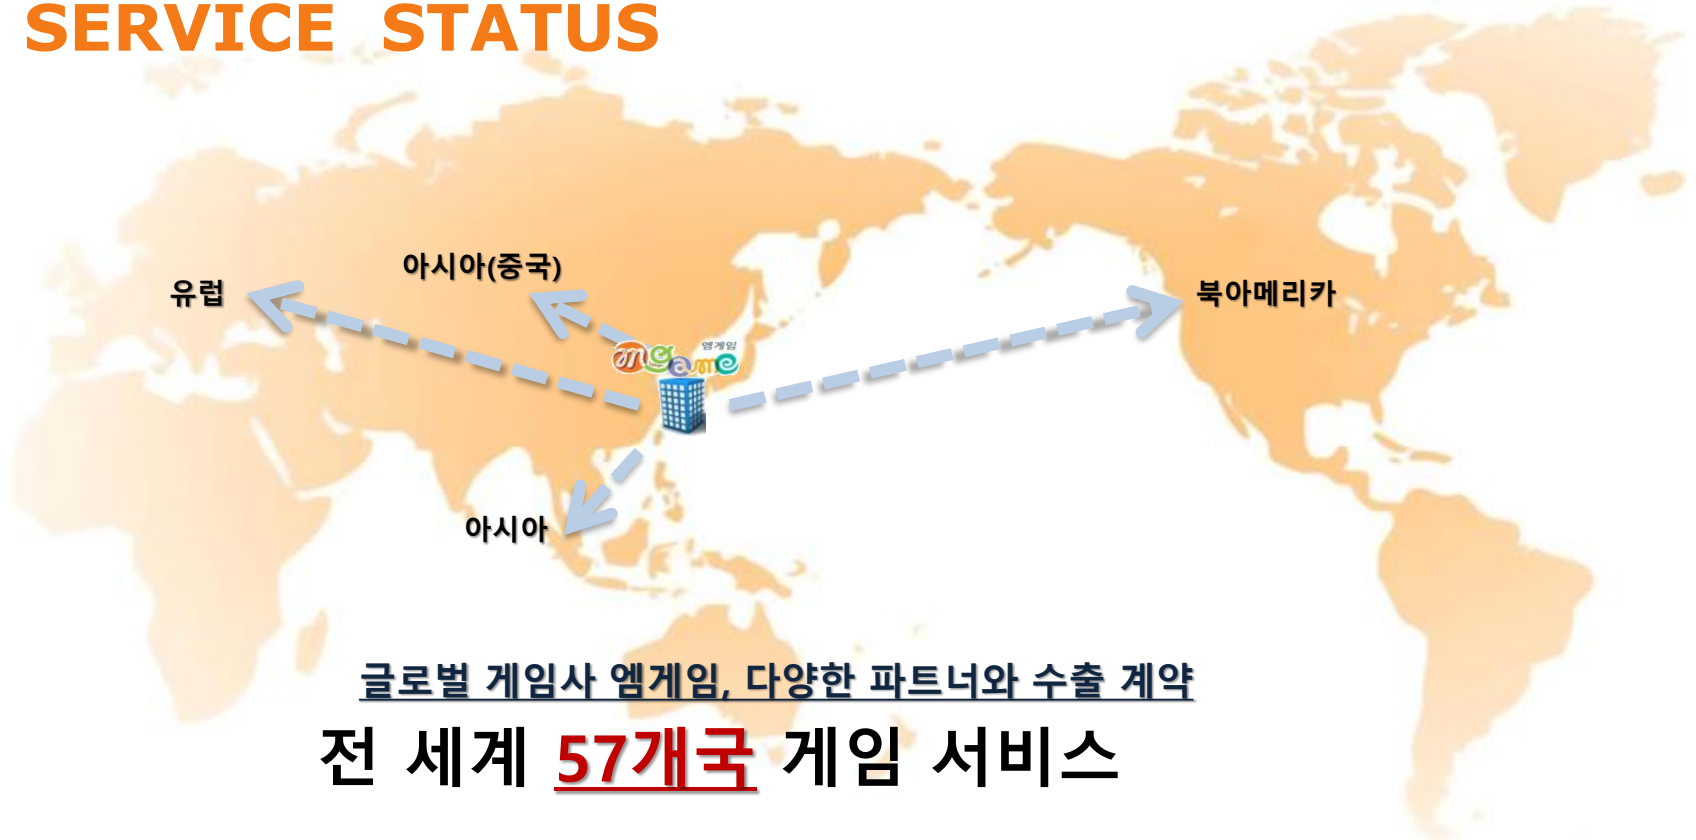 SERVICE STATUS
아시아(중국)
유럽
북아메리카
엠게임
mgame
아시아
글로벌 게임사 엠게임, 다양한 파트너와 수출 계약
전 세계 57개국 게임 서비스